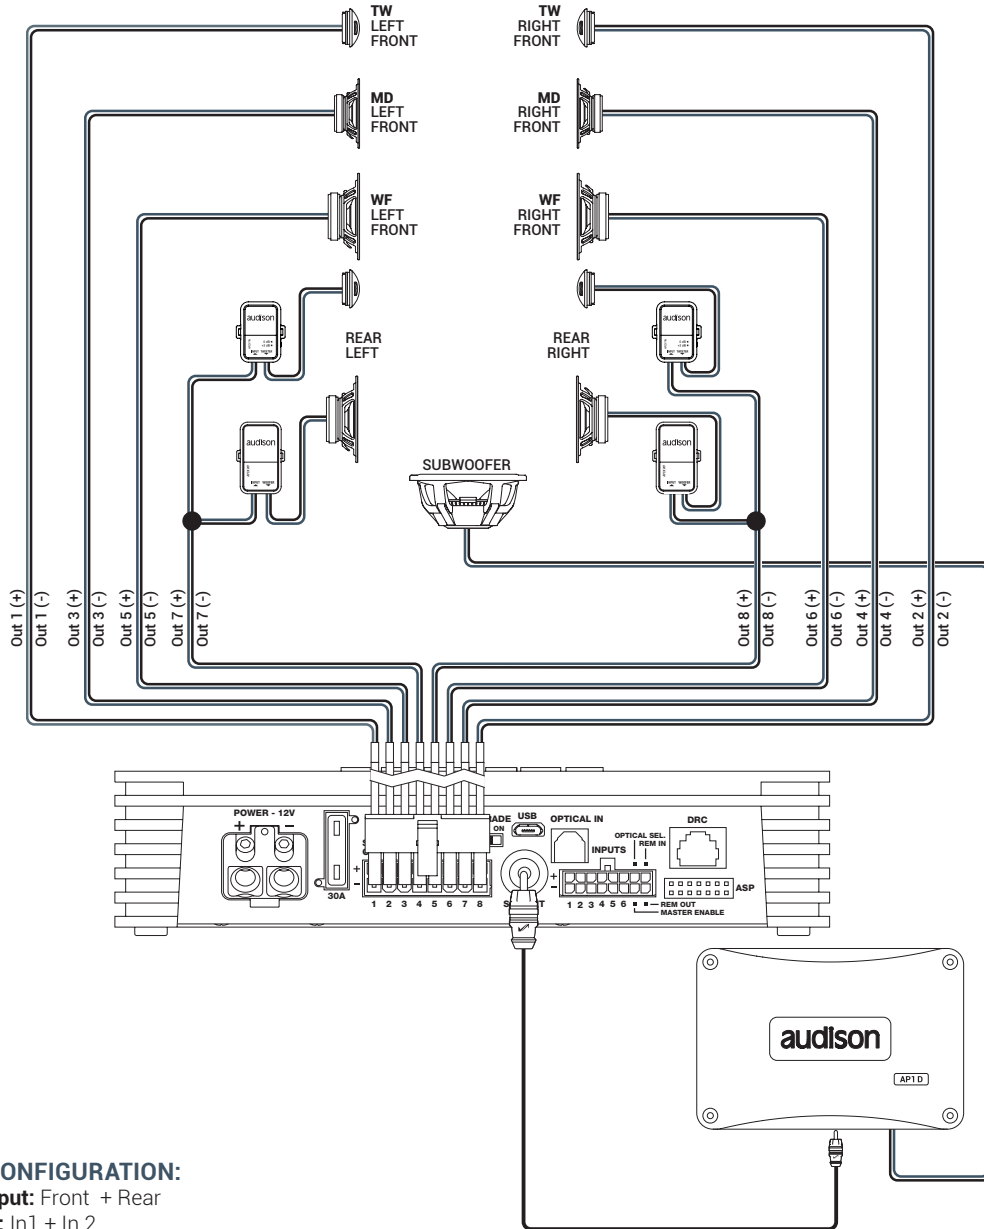 TW
LEFT
FRONT
TW
RIGHT
FRONT
MD
LEFT
FRONT
MD
RIGHT
FRONT
WF
LEFT
FRONT
WF
RIGHT
FRONT
audison
audison
REAR
LEFT
REAR
RIGHT
audison
audison
SUBWOOFER
Out 1 (+)
Out 1 (-)
Out 3 (+)
Out 3 (-)
Out 5 (+)
Out 5 (-)
Out 7 (+)
Out 7 (-)
Out 8 (+)
Out 8 (-)
Out 6 (+)
Out 6 (-)
Out 4 (+)
Out 4 (-)
Out 2 (+)
Out 2 (-)
POWER - 12V
+ −
30A
+
−
1 2 3 4 5 6 7 8
RADE
ON
USB
OPTICAL IN
OPTICAL SEL.
REM IN
DRC
INPUTS
+
−
1 2 3 4 5 6
ASP
REM OUT
MASTER ENABLE
audison
AP1 D
ONFIGURATION:
put: Front + Rear
: In1 + In 2